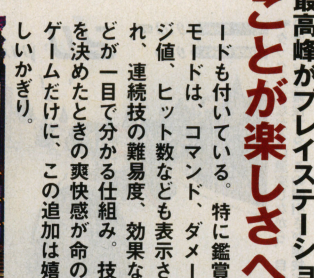 最高峰がプレイステーショ
ことが楽しさへ
ードも付いている。特に鑑賞
モードは、コマンド、ダメー
ジ値、ヒット数なども表示さ
れ、連続技の難易度、効果な
どが一目で分かる仕組み。技
を決めたときの爽快感が命の
ゲームだけに、この追加は嬉
しいかぎり。